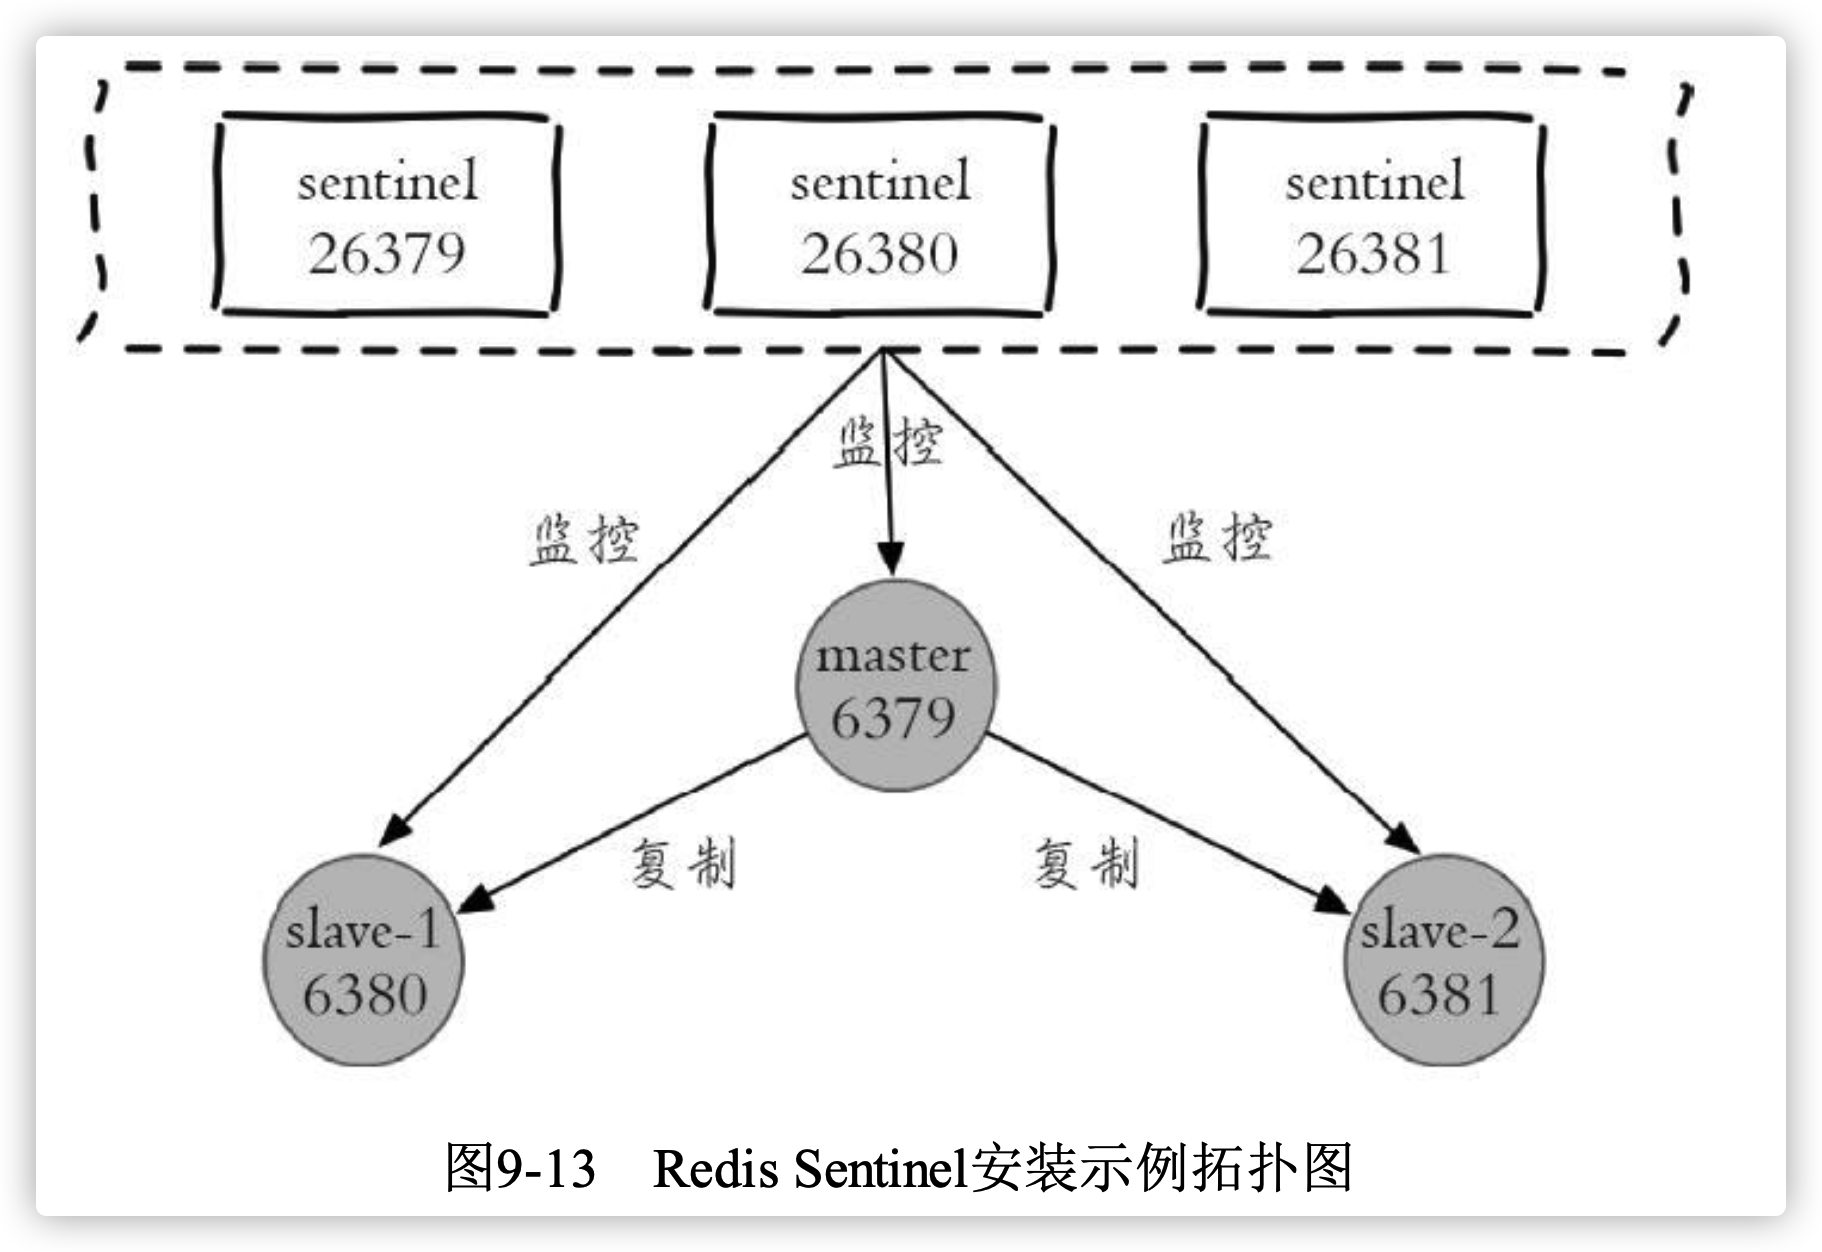 sentinel
26379
sentinel
26380
sentinel
26381
监控
监控
监控
master
6379
复制
复制
slave-1
6380
slave-2
6381
图9-13 Redis Sentinel安装示例拓扑图